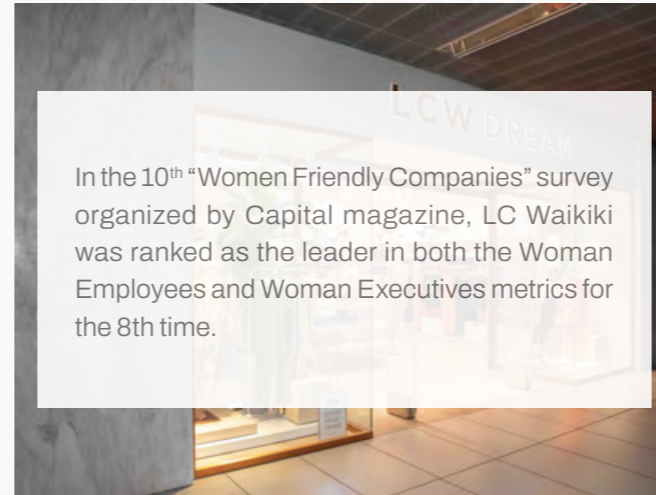 LCW DREAM
In the 10th “Women Friendly Companies” survey
organized by Capital magazine, LC Waikiki
was ranked as the leader in both the Woman
Employees and Woman Executives metrics for
the 8th time.